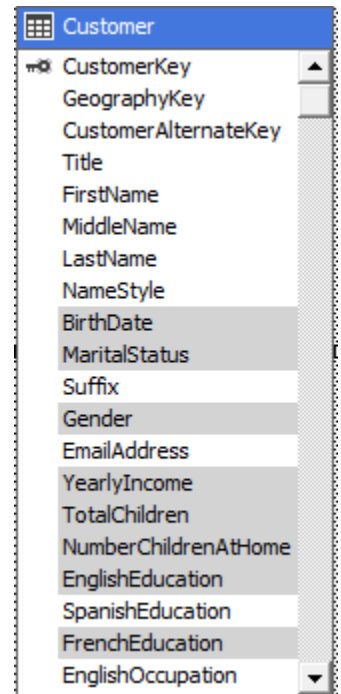 Customer
CustomerKey
GeographyKey
CustomerAlternateKey
Title
FirstName
MiddleName
LastName
NameStyle
BirthDate
MaritalStatus
Suffix
Gender
EmailAddress
YearlyIncome
TotalChildren
NumberChildrenAtHome
EnglishEducation
SpanishEducation
FrenchEducation
EnglishOccupation